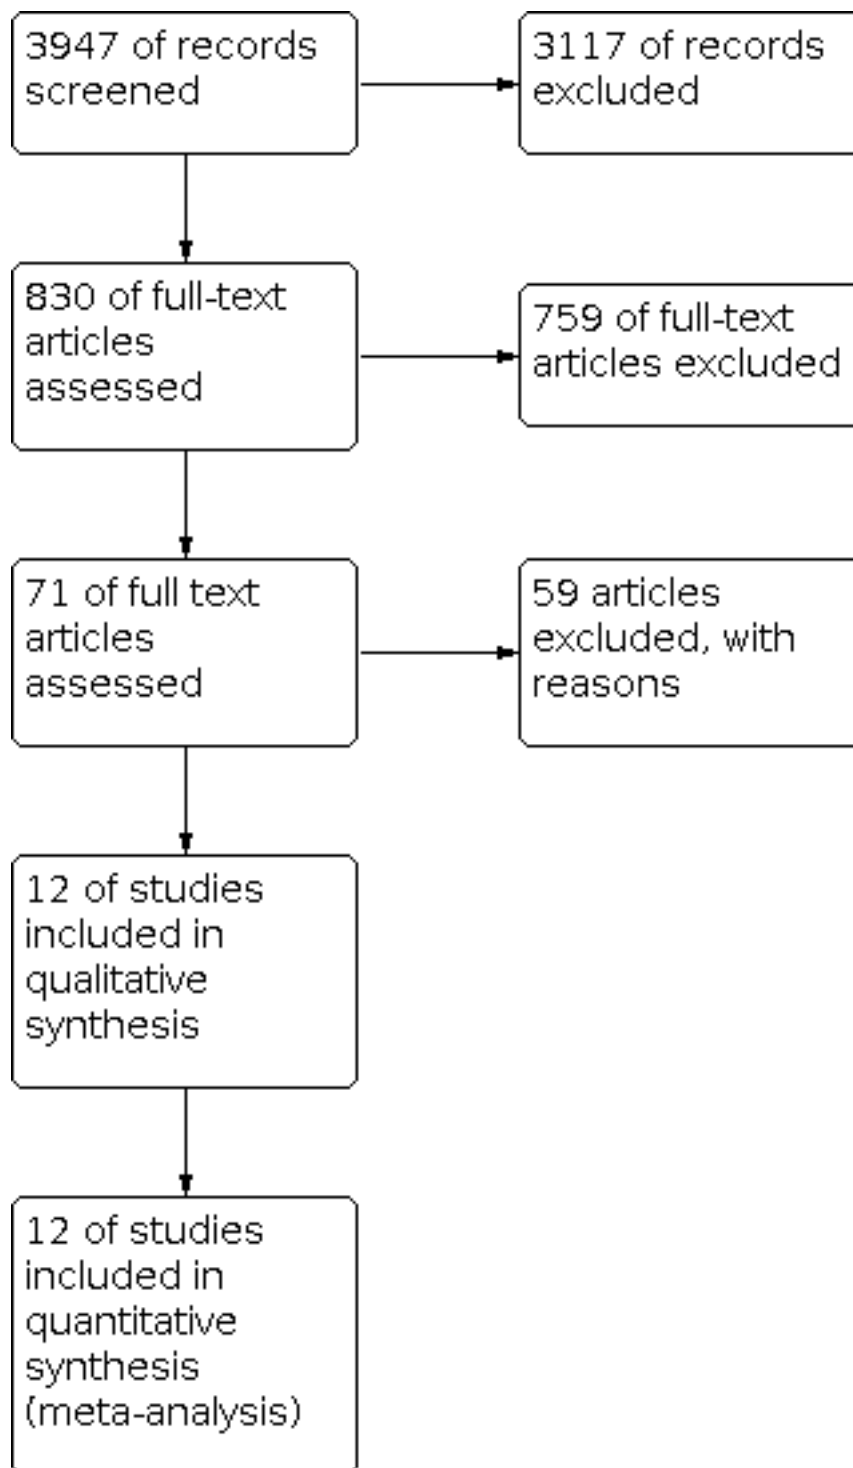 3947 of records
screened
3117 of records
excluded
830 of full-text
articles
assessed
759 of full-text
articles excluded
71 of full text
articles
assessed
59 articles
excluded, with
reasons
12 of studies
included in
qualitative
synthesis
12 of studies
included in
quantitative
synthesis
(meta-analysis)